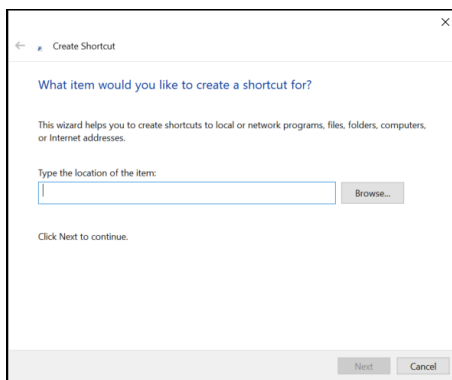 Create Shortcut
What item would you like to create a shortcut for?
This wizard helps you to create shortcuts to local or network programs, files, folders, computers,
or Internet addresses.
Type the location of the item:
Browse...
Click Next to continue.
Next
Cancel